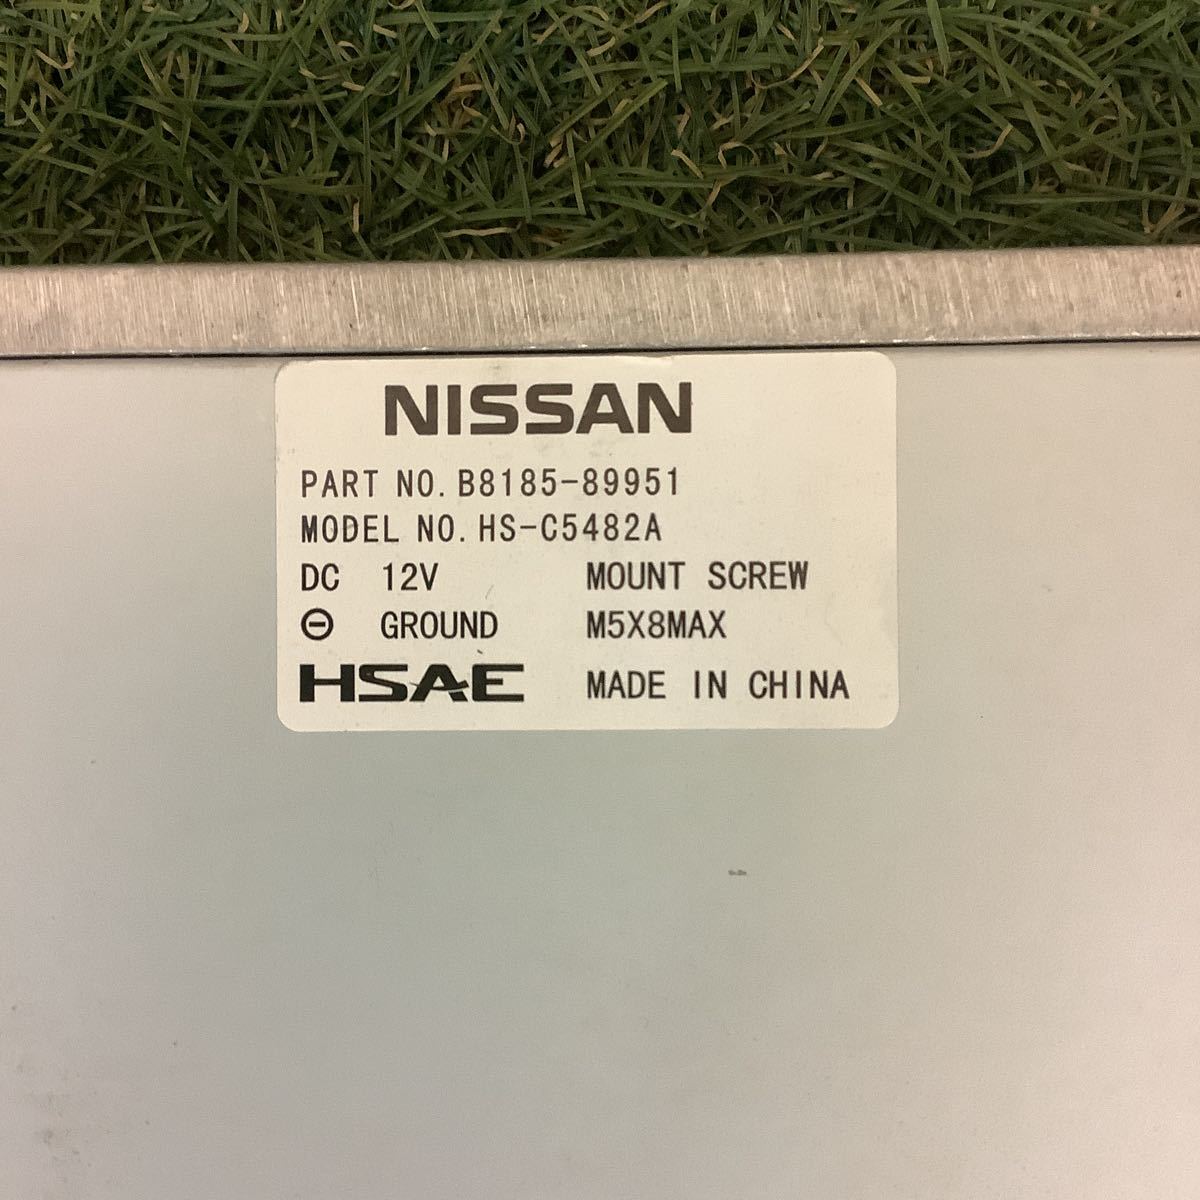 NISSAN
PART NO. B8185-89951
MODEL NO. HS-C5482A
DC 12V MOUNT SCREW
⊖ GROUND M5X8MAX
HSAE MADE IN CHINA